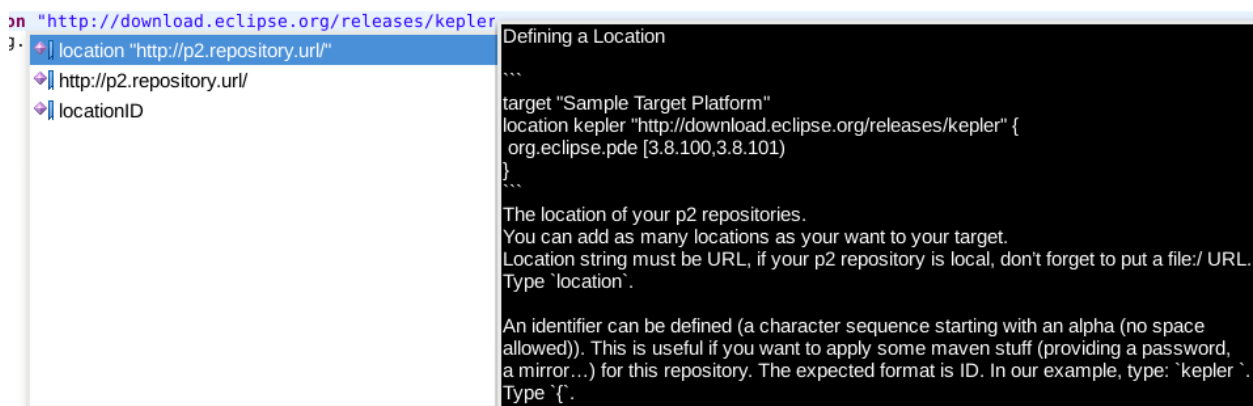 on "http://download.eclipse.org/releases/kepler
g.
location "http://p2.repository.url/"
http://p2.repository.url/
locationID
Defining a Location
```
target "Sample Target Platform"
location kepler "http://download.eclipse.org/releases/kepler" {
org.eclipse.pde [3.8.100,3.8.101)
}
```
The location of your p2 repositories.
You can add as many locations as your want to your target.
Location string must be URL, if your p2 repository is local, don't forget to put a file:/ URL.
Type `location`.
An identifier can be defined (a character sequence starting with an alpha (no space
allowed)). This is useful if you want to apply some maven stuff (providing a password,
a mirror…) for this repository. The expected format is ID. In our example, type: `kepler `.
Type `{`.